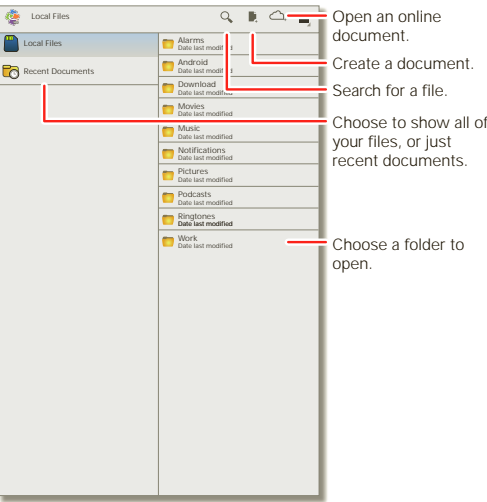 Local Files
Local Files
Recent Documents
Alarms
Date last modified
Android
Date last modified
Download
Date last modified
Movies
Date last modified
Music
Date last modified
Notifications
Date last modified
Pictures
Date last modified
Podcasts
Date last modified
Ringtones
Date last modified
Work
Date last modified
Open an online
document.
Create a document.
Search for a file.
Choose to show all of
your files, or just
recent documents.
Choose a folder to
open.